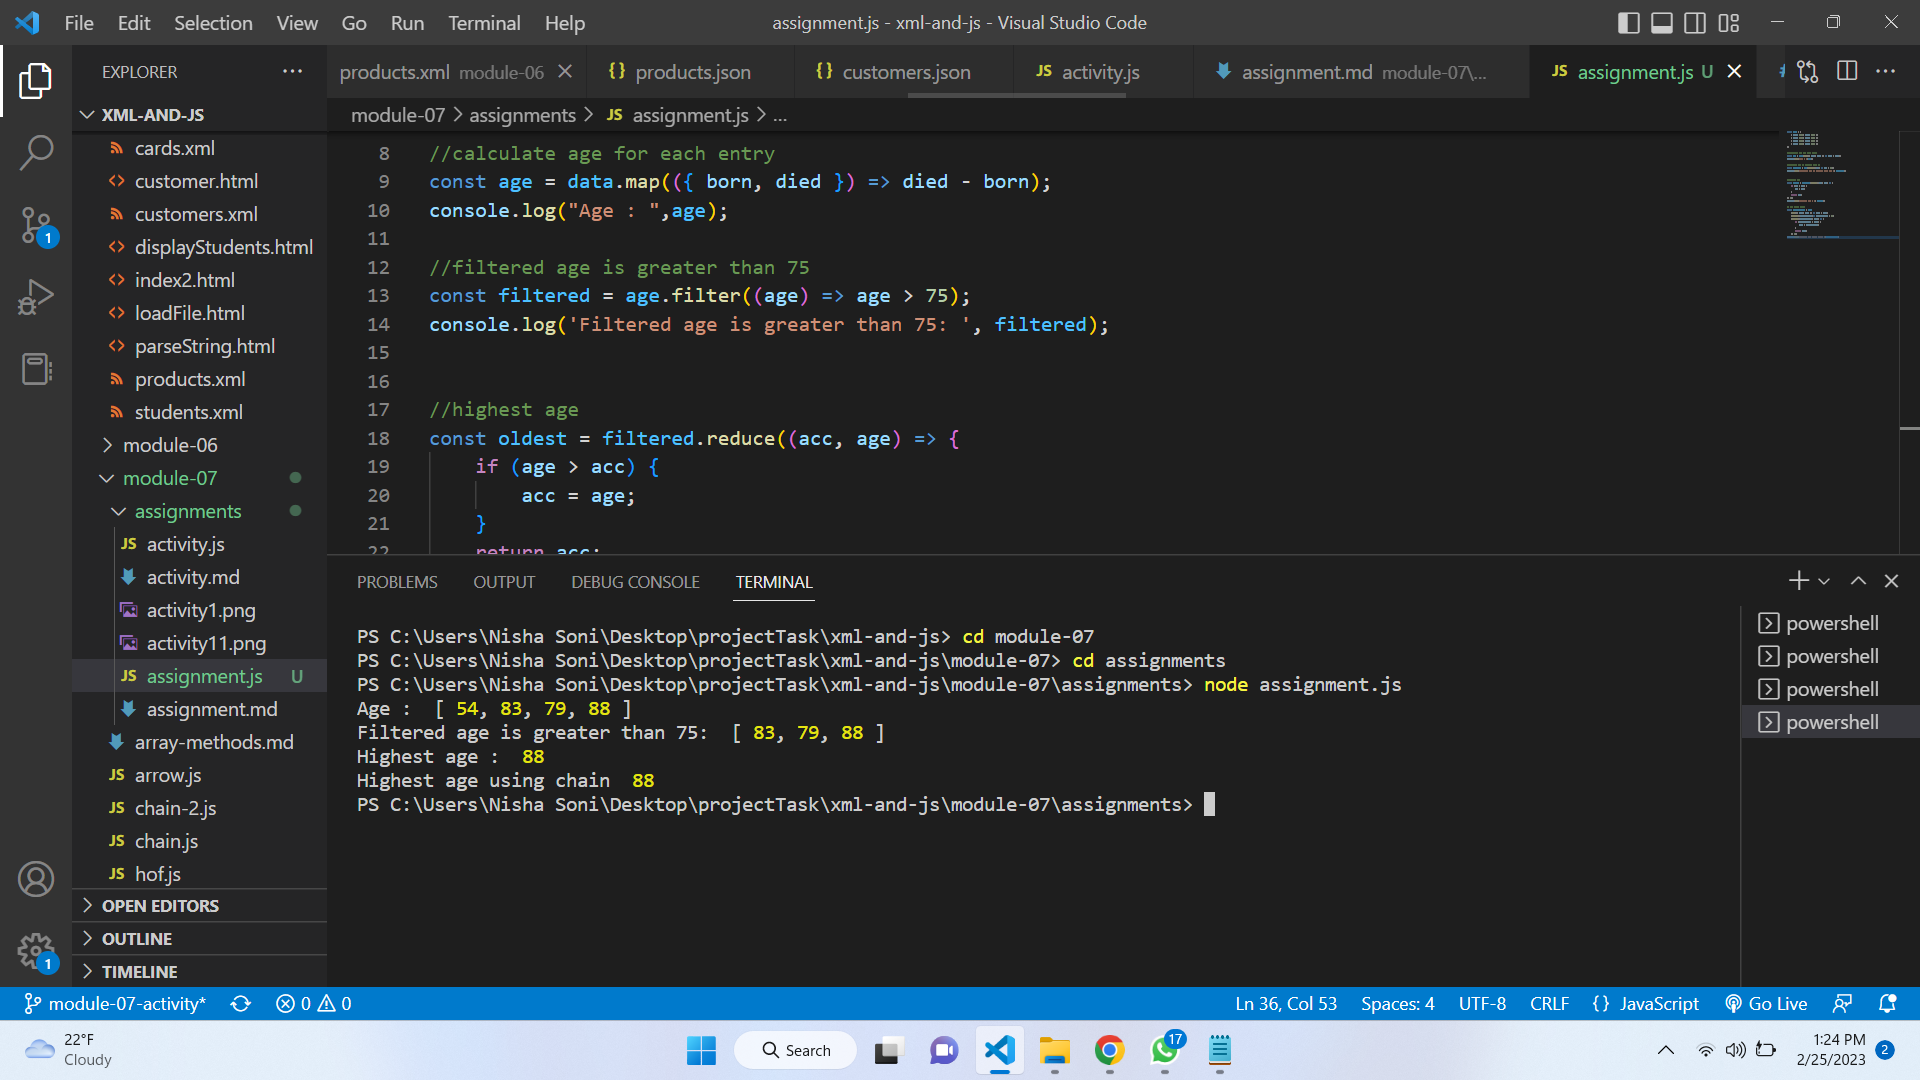 File Edit Selection View Go Run Terminal Help
assignment.js - xml-and-js - Visual Studio Code
EXPLORER
products.xml module-06
{} products.json
{} customers.json
JS activity.js
assignment.md module-07\...
JS assignment.js U
XML-AND-JS
cards.xml
customer.html
customers.xml
displayStudents.html
index2.html
loadFile.html
parseString.html
products.xml
students.xml
module-06
module-07
assignments
JS activity.js
activity.md
activity1.png
activity11.png
JS assignment.js U
assignment.md
array-methods.md
JS arrow.js
JS chain-2.js
JS chain.js
JS hof.js
OPEN EDITORS
OUTLINE
TIMELINE
1
1
module-07 > assignments > JS assignment.js > ...
8 //calculate age for each entry
9 const age = data.map(({ born, died }) => died - born);
10 console.log("Age : ",age);
11
12 //filtered age is greater than 75
13 const filtered = age.filter((age) => age > 75);
14 console.log('Filtered age is greater than 75: ', filtered);
15
16
17 //highest age
18 const oldest = filtered.reduce((acc, age) => {
19 if (age > acc) {
20 acc = age;
21 }
22 return acc;
PROBLEMS OUTPUT DEBUG CONSOLE TERMINAL
PS C:\Users\Nisha Soni\Desktop\projectTask\xml-and-js> cd module-07
PS C:\Users\Nisha Soni\Desktop\projectTask\xml-and-js\module-07> cd assignments
PS C:\Users\Nisha Soni\Desktop\projectTask\xml-and-js\module-07\assignments> node assignment.js
Age :  [ 54, 83, 79, 88 ]
Filtered age is greater than 75:  [ 83, 79, 88 ]
Highest age :  88
Highest age using chain  88
PS C:\Users\Nisha Soni\Desktop\projectTask\xml-and-js\module-07\assignments>
powershell
powershell
powershell
powershell
module-07-activity* 0 0 Ln 36, Col 53 Spaces: 4 UTF-8 CRLF {} JavaScript Go Live
22°F
Cloudy
Search
17
1:24 PM
2/25/2023
2